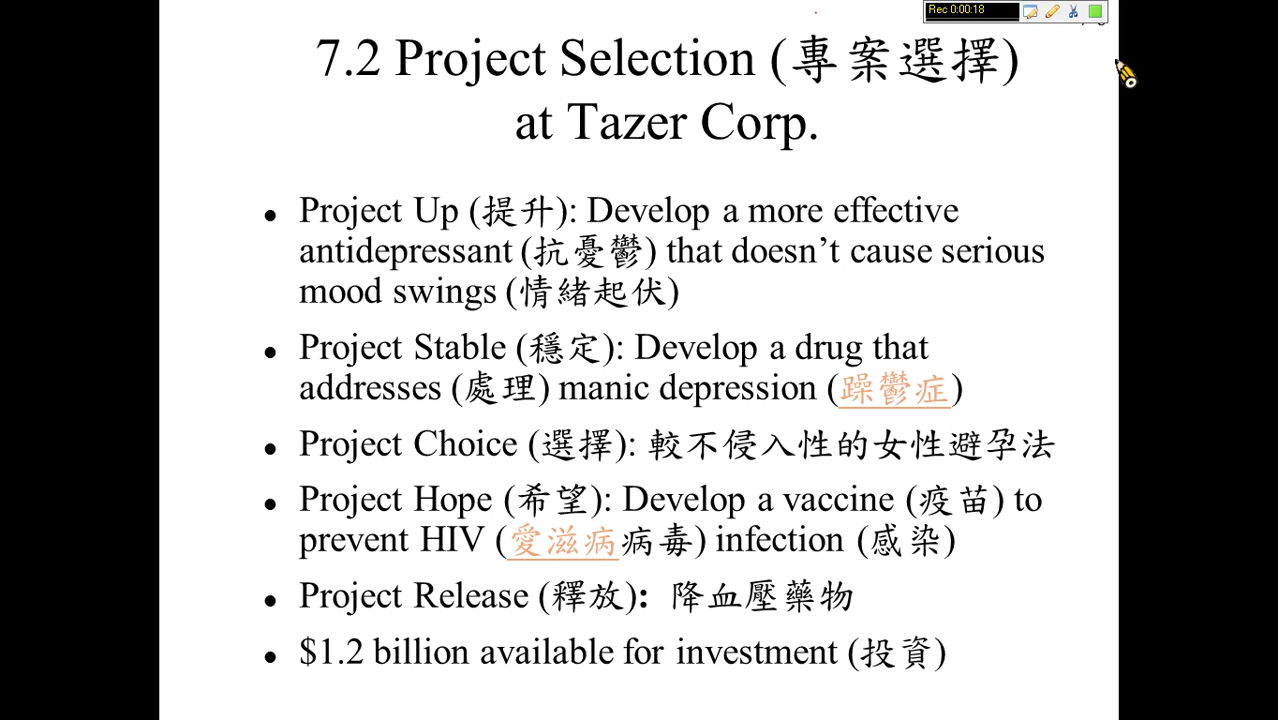 Rec 0:00:18
7.2 Project Selection (專案選擇)
at Tazer Corp.
● Project Up (提升): Develop a more effective
antidepressant (抗憂鬱) that doesn’t cause serious
mood swings (情緒起伏)
● Project Stable (穩定): Develop a drug that
addresses (處理) manic depression (躁鬱症)
● Project Choice (選擇): 較不侵入性的女性避孕法
● Project Hope (希望): Develop a vaccine (疫苗) to
prevent HIV (愛滋病病毒) infection (感染)
● Project Release (釋放): 降血壓藥物
● $1.2 billion available for investment (投資)